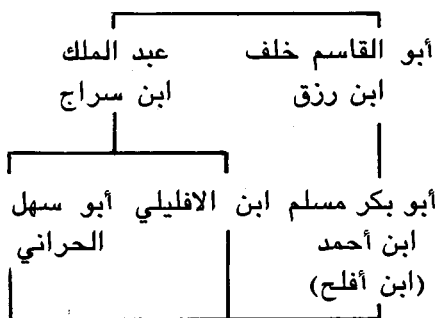 أبو القاسم خلف
ابن رزق
عبد الملك
ابن سراج
أبو بكر مسلم
ابن أحمد
(ابن أفلح)
ابن الافليلي
أبو سهل
الحراني